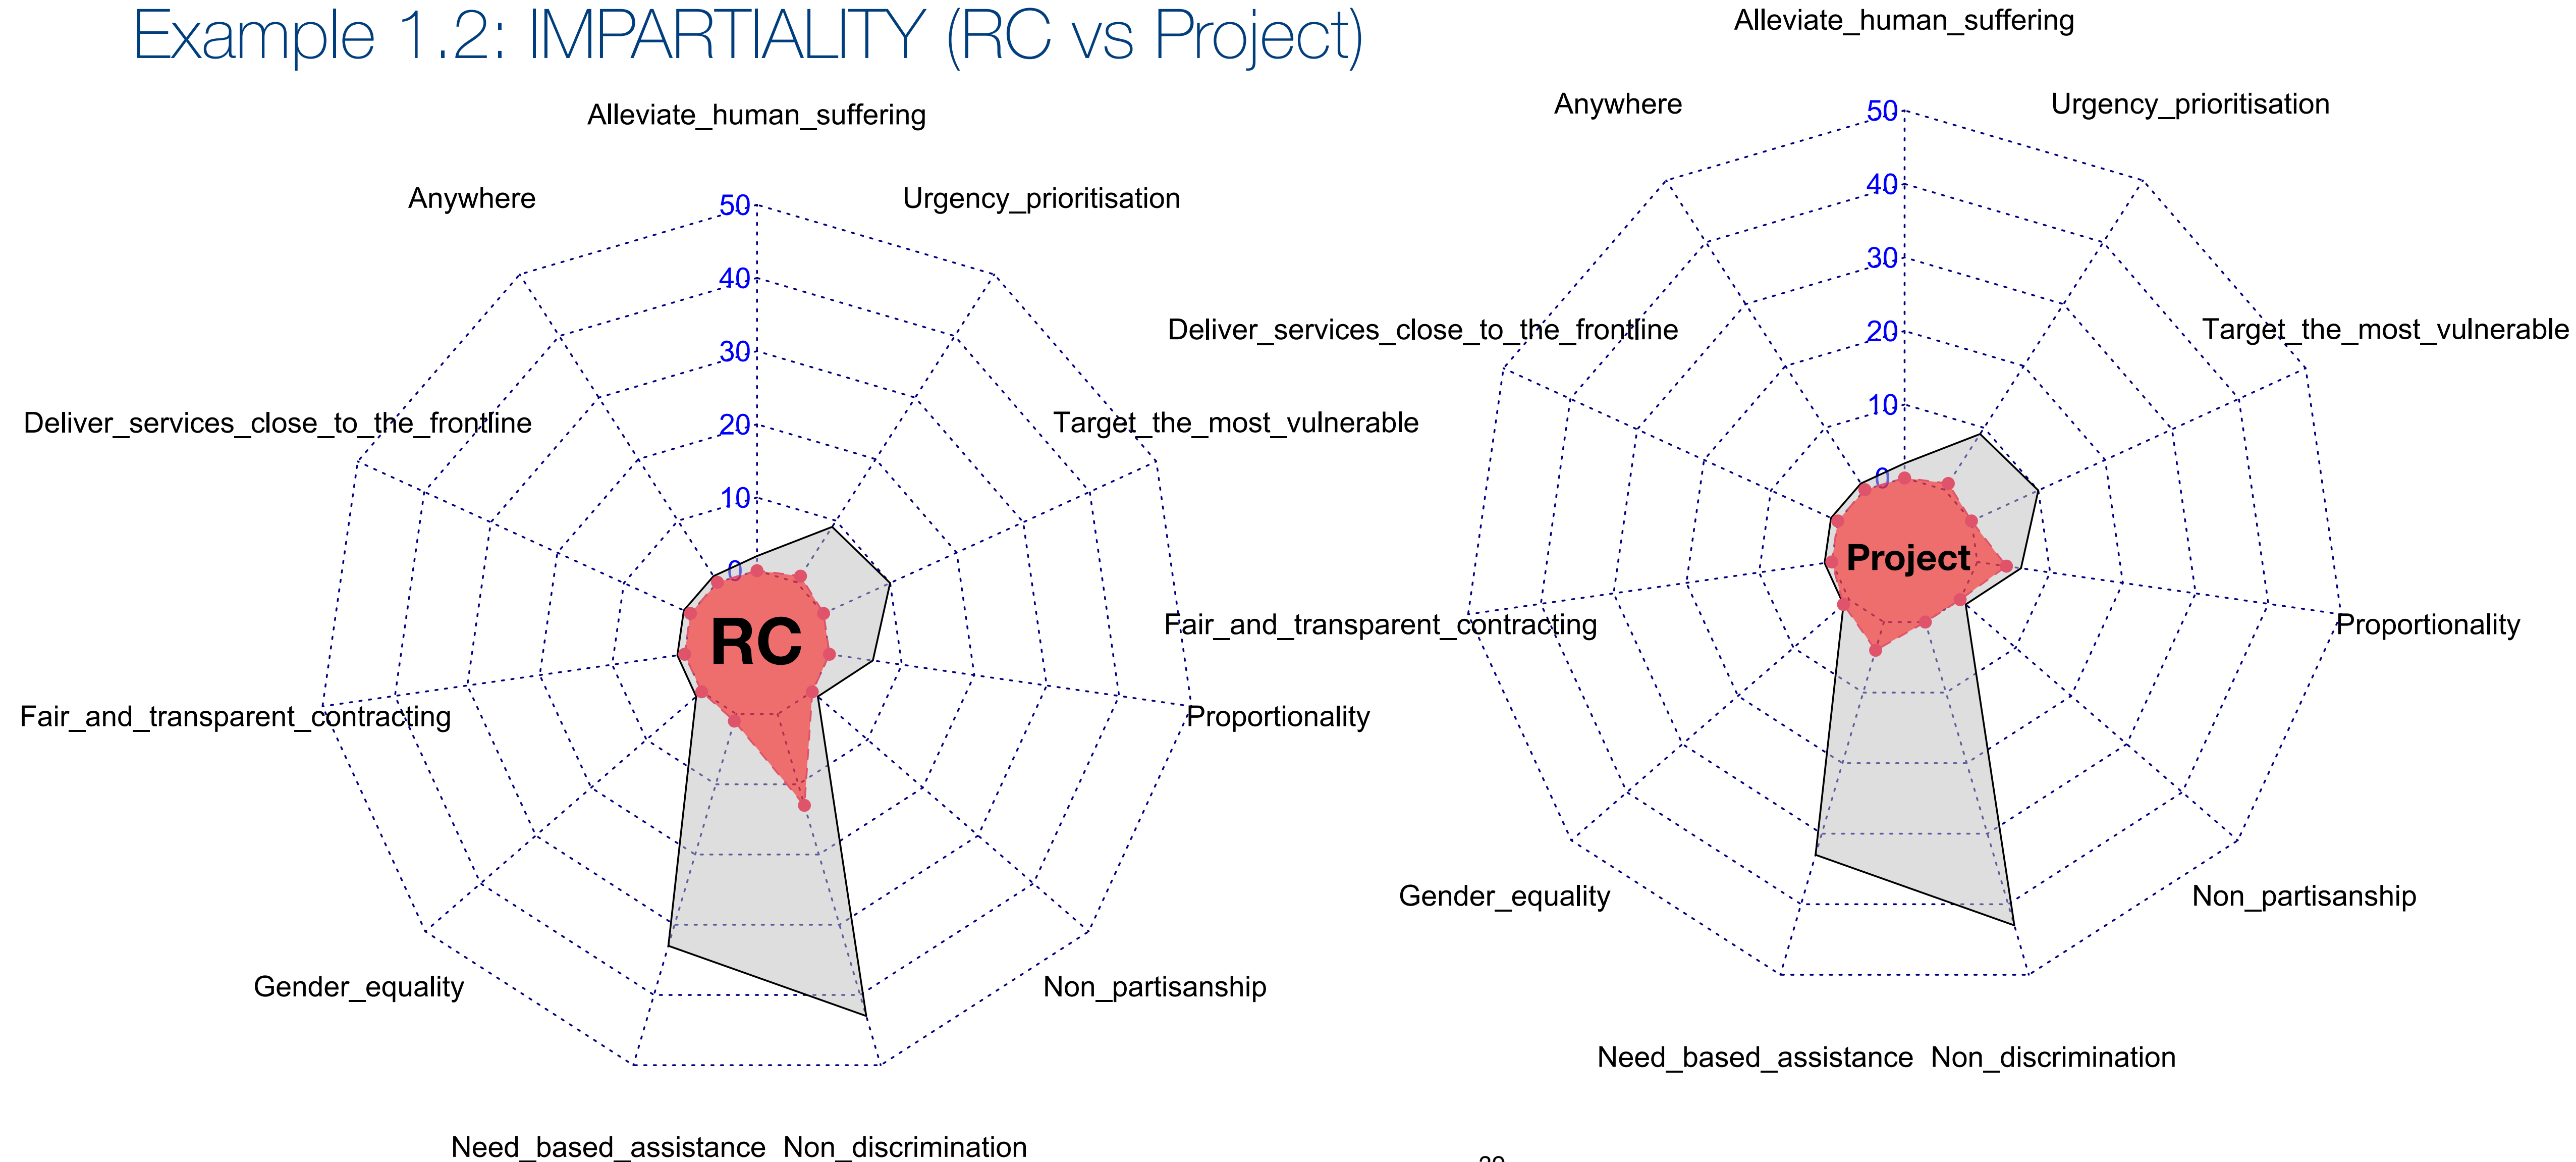 Example 1.2: IMPARTIALITY (RC vs Project)
Alleviate_human_suffering
Anywhere
Urgency_prioritisation
50
40
30
20
10
0
Deliver_services_close_to_the_frontline
Target_the_most_vulnerable
RC
Fair_and_transparent_contracting
Proportionality
Gender_equality
Non_partisanship
Need_based_assistance Non_discrimination
Alleviate_human_suffering
Anywhere
Urgency_prioritisation
50
40
30
20
10
0
Deliver_services_close_to_the_frontline
Target_the_most_vulnerable
Project
Fair_and_transparent_contracting
Proportionality
Gender_equality
Non_partisanship
Need_based_assistance Non_discrimination